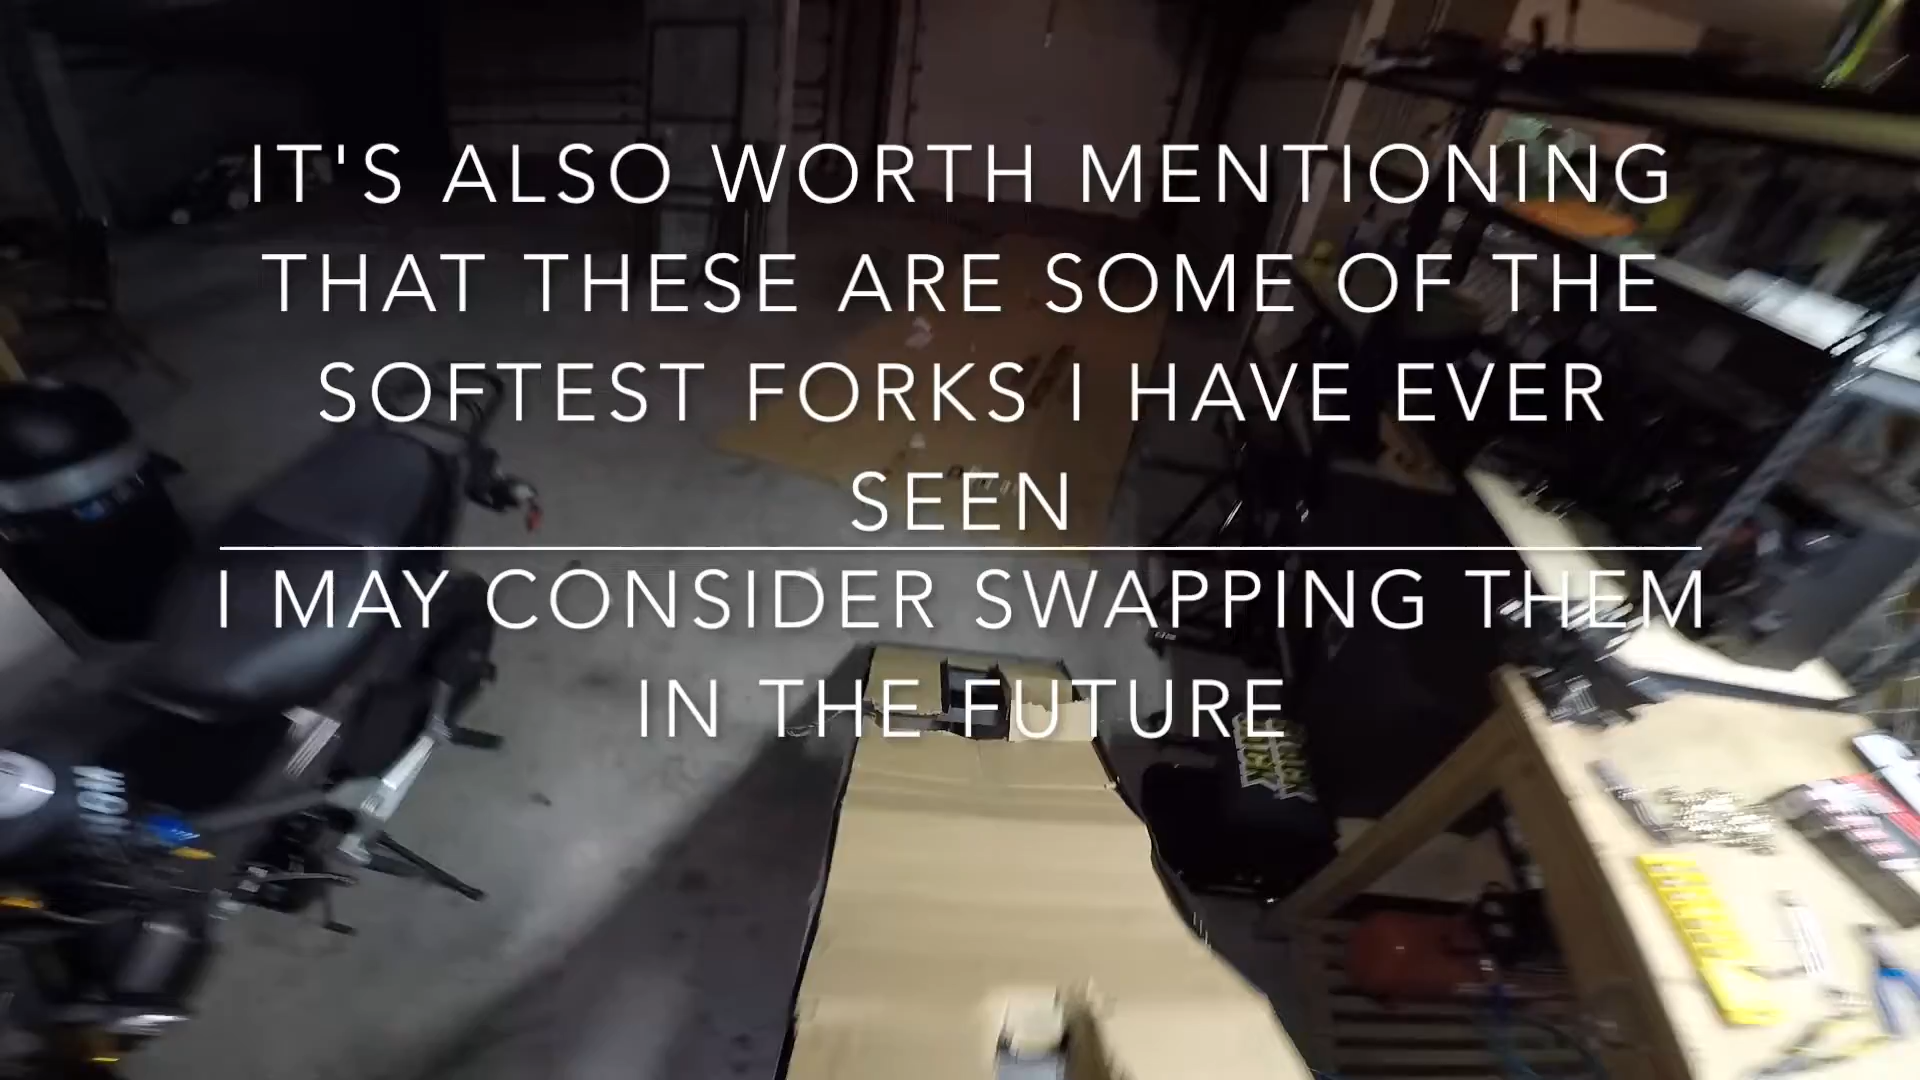 IT'S ALSO WORTH MENTIONING
THAT THESE ARE SOME OF THE
SOFTEST FORKS I HAVE EVER
SEEN
I MAY CONSIDER SWAPPING THEM
IN THE FUTURE